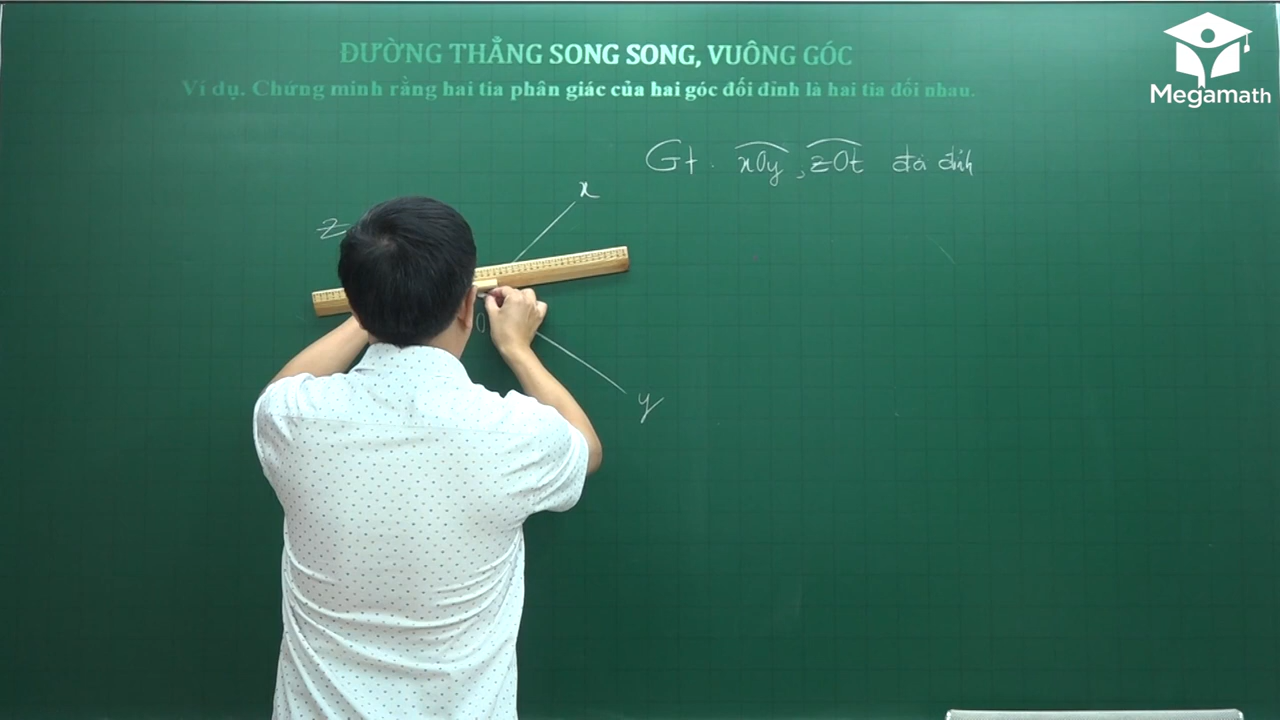 ĐƯỜNG THẲNG SONG SONG, VUÔNG GÓC
Ví dụ. Chứng minh rằng hai tia phân giác của hai góc đối đỉnh là hai tia đối nhau.
Megamath
Gt. xOy, zOt đối đỉnh
x
z
O
y